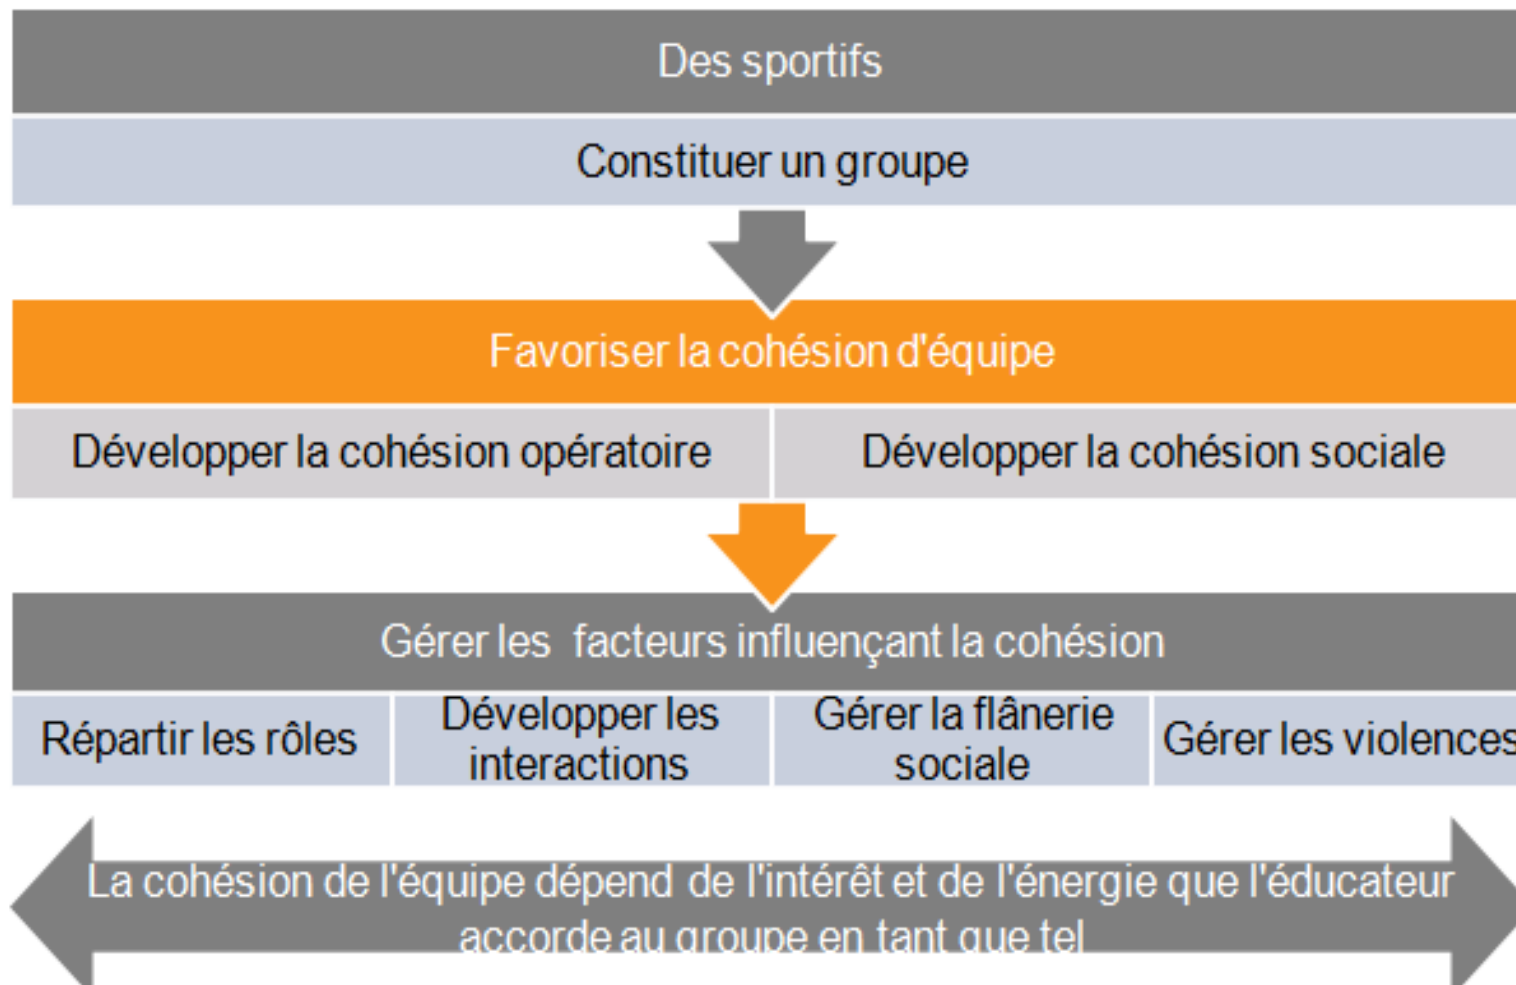 Des sportifs
Constituer un groupe
Favoriser la cohésion d'équipe
Développer la cohésion opératoire
Développer la cohésion sociale
Gérer les facteurs influençant la cohésion
Répartir les rôles
Développer les
interactions
Gérer la flânerie
sociale
Gérer les violences
La cohésion de l'équipe dépend de l'intérêt et de l'énergie que l'éducateur
accorde au groupe en tant que tel